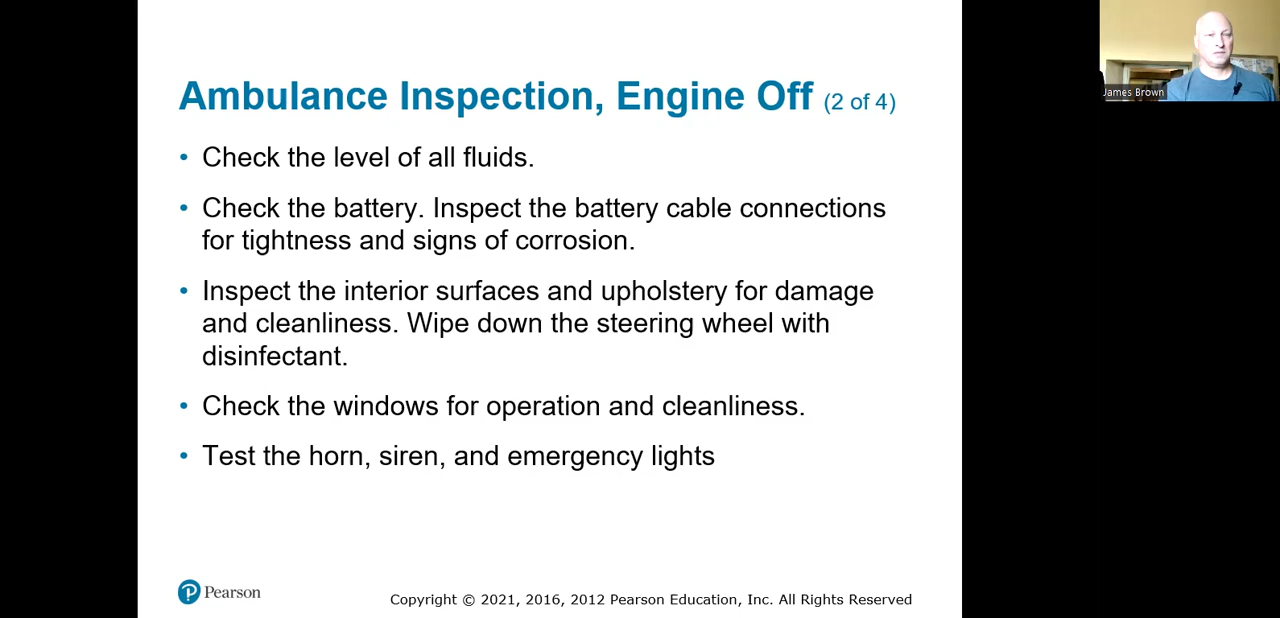 Ambulance Inspection, Engine Off (2 of 4)
• Check the level of all fluids.
• Check the battery. Inspect the battery cable connections
for tightness and signs of corrosion.
• Inspect the interior surfaces and upholstery for damage
and cleanliness. Wipe down the steering wheel with
disinfectant.
• Check the windows for operation and cleanliness.
• Test the horn, siren, and emergency lights
James Brown
Pearson
Copyright © 2021, 2016, 2012 Pearson Education, Inc. All Rights Reserved